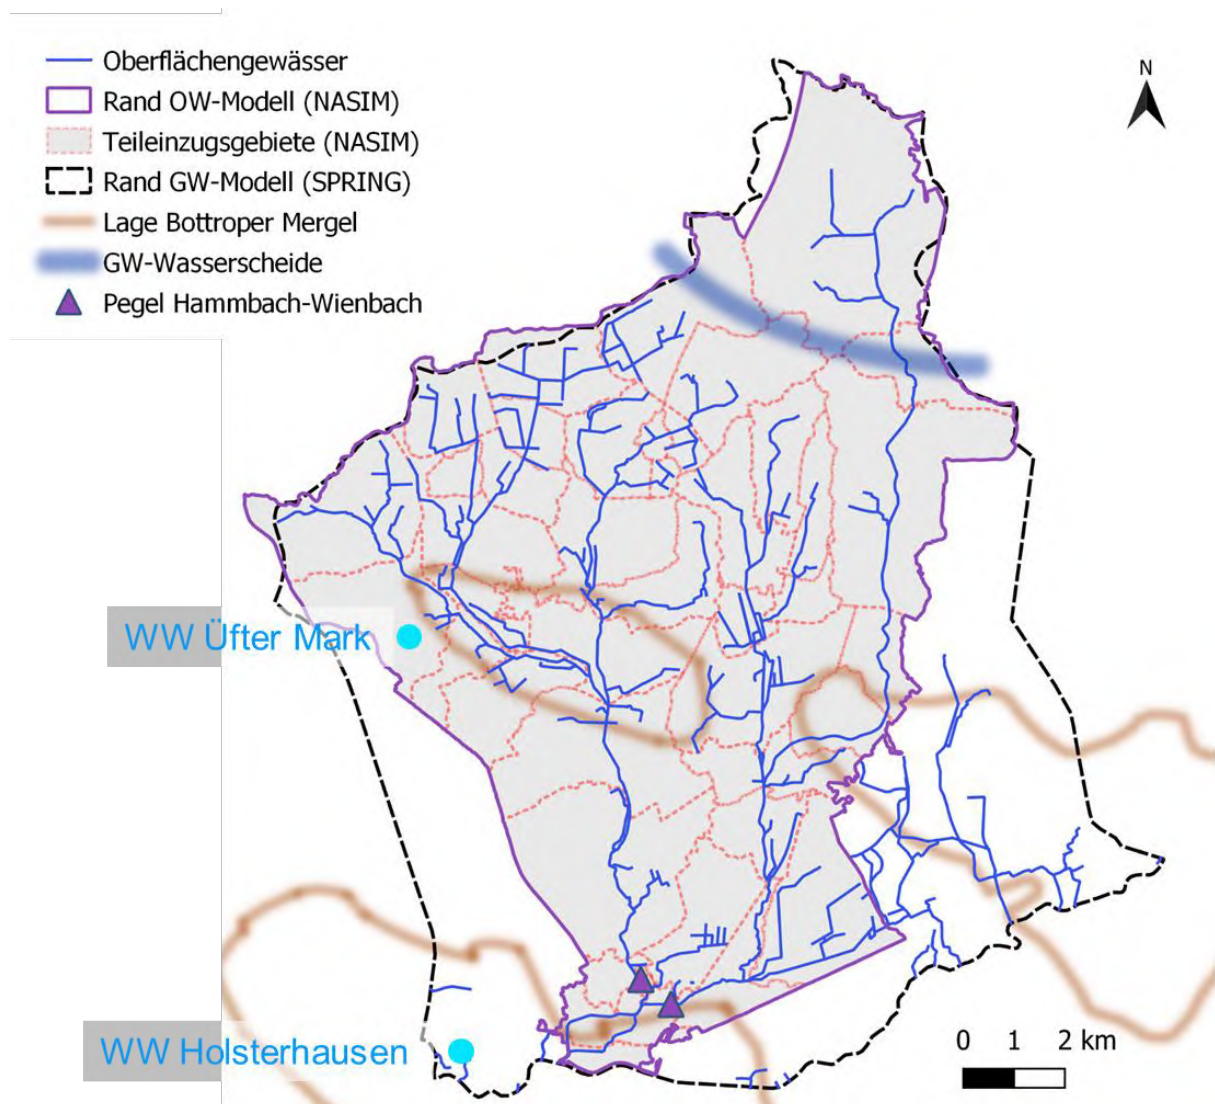 Oberflächengewässer
Rand OW-Modell (NASIM)
Teileinzugsgebiete (NASIM)
Rand GW-Modell (SPRING)
Lage Bottroper Mergel
GW-Wasserscheide
Pegel Hammbach-Wienbach
N
WW Üfter Mark
WW Holsterhausen
0 1 2 km